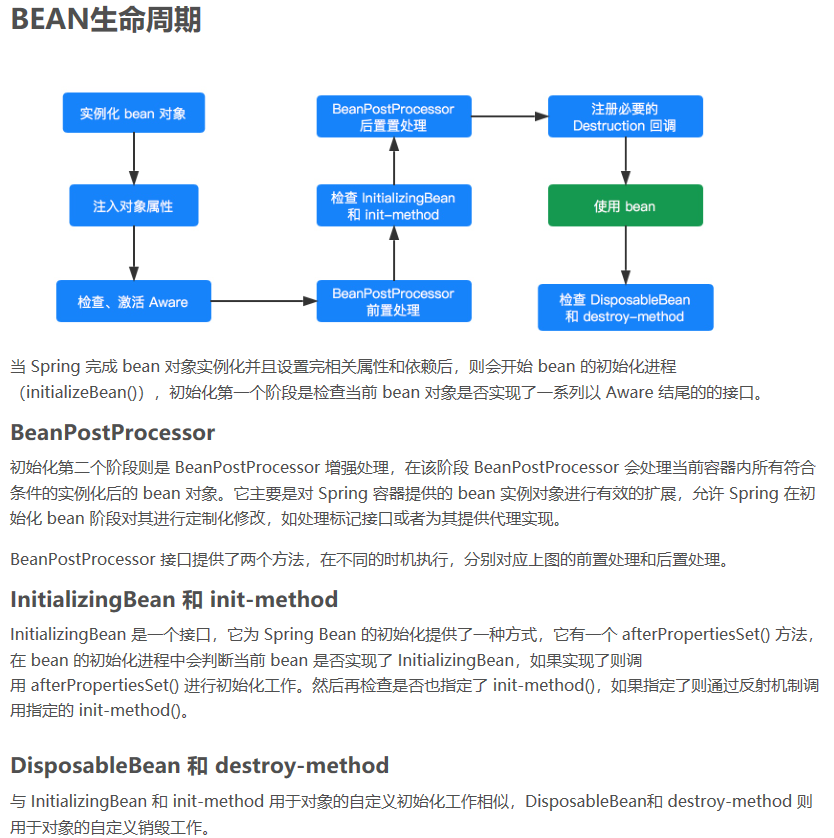 BEAN生命周期
实例化 bean 对象
注入对象属性
检查、激活 Aware
BeanPostProcessor
前置处理
检查 InitializingBean
和 init-method
BeanPostProcessor
后置置处理
注册必要的
Destruction 回调
使用 bean
检查 DisposableBean
和 destroy-method
当 Spring 完成 bean 对象实例化并且设置完相关属性和依赖后，则会开始 bean 的初始化进程
（initializeBean()），初始化第一个阶段是检查当前 bean 对象是否实现了一系列以 Aware 结尾的的接口。
BeanPostProcessor
初始化第二个阶段则是 BeanPostProcessor 增强处理，在该阶段 BeanPostProcessor 会处理当前容器内所有符合
条件的实例化后的 bean 对象。它主要是对 Spring 容器提供的 bean 实例对象进行有效的扩展，允许 Spring 在初
始化 bean 阶段对其进行定制化修改，如处理标记接口或者为其提供代理实现。
BeanPostProcessor 接口提供了两个方法，在不同的时机执行，分别对应上图的前置处理和后置处理。
InitializingBean 和 init-method
InitializingBean 是一个接口，它为 Spring Bean 的初始化提供了一种方式，它有一个 afterPropertiesSet() 方法，
在 bean 的初始化进程中会判断当前 bean 是否实现了 InitializingBean，如果实现了则调
用 afterPropertiesSet() 进行初始化工作。然后再检查是否也指定了 init-method()，如果指定了则通过反射机制调
用指定的 init-method()。
DisposableBean 和 destroy-method
与 InitializingBean 和 init-method 用于对象的自定义初始化工作相似，DisposableBean和 destroy-method 则
用于对象的自定义销毁工作。